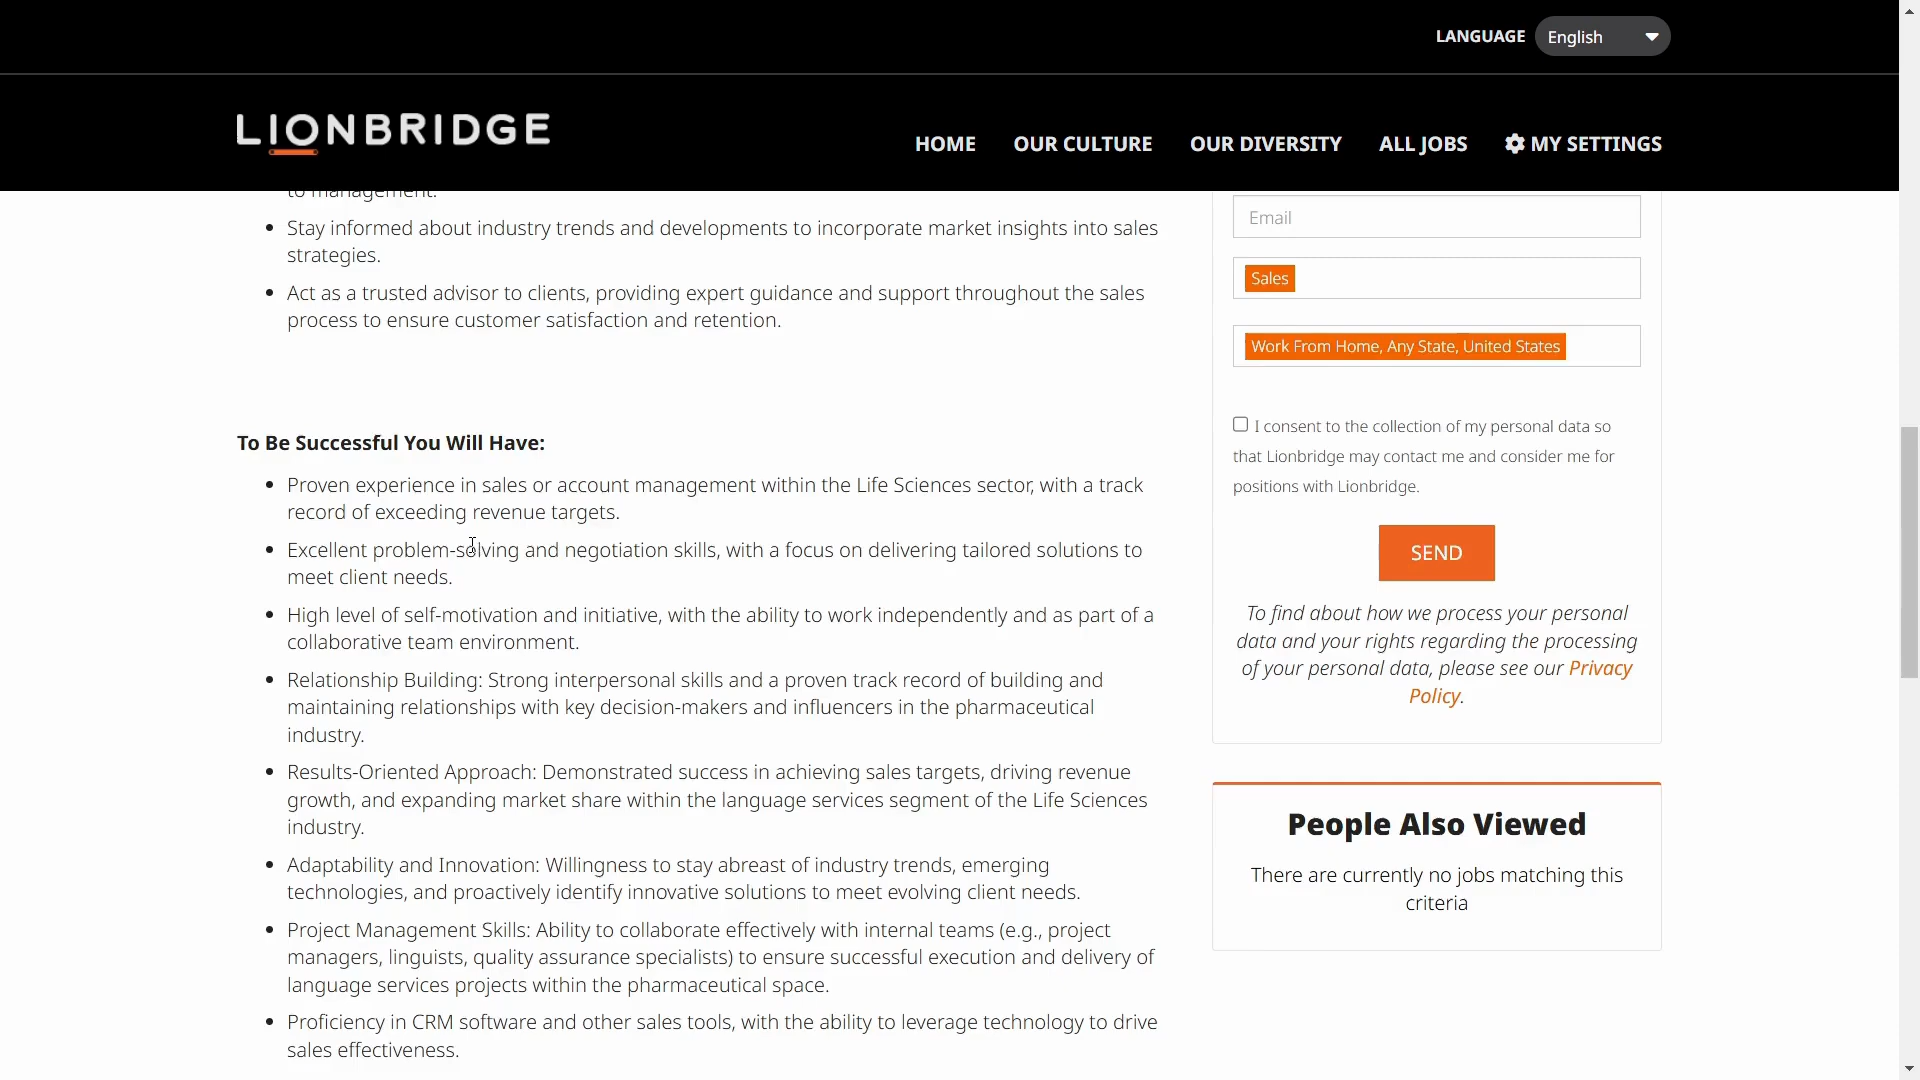 LANGUAGE English
LIONBRIDGE
HOME OUR CULTURE OUR DIVERSITY ALL JOBS MY SETTINGS
to management.
Stay informed about industry trends and developments to incorporate market insights into sales
strategies.
Act as a trusted advisor to clients, providing expert guidance and support throughout the sales
process to ensure customer satisfaction and retention.
To Be Successful You Will Have:
Proven experience in sales or account management within the Life Sciences sector, with a track
record of exceeding revenue targets.
Excellent problem-solving and negotiation skills, with a focus on delivering tailored solutions to
meet client needs.
High level of self-motivation and initiative, with the ability to work independently and as part of a
collaborative team environment.
Relationship Building: Strong interpersonal skills and a proven track record of building and
maintaining relationships with key decision-makers and influencers in the pharmaceutical
industry.
Results-Oriented Approach: Demonstrated success in achieving sales targets, driving revenue
growth, and expanding market share within the language services segment of the Life Sciences
industry.
Adaptability and Innovation: Willingness to stay abreast of industry trends, emerging
technologies, and proactively identify innovative solutions to meet evolving client needs.
Project Management Skills: Ability to collaborate effectively with internal teams (e.g., project
managers, linguists, quality assurance specialists) to ensure successful execution and delivery of
language services projects within the pharmaceutical space.
Proficiency in CRM software and other sales tools, with the ability to leverage technology to drive
sales effectiveness.
Email
Sales
Work From Home, Any State, United States
I consent to the collection of my personal data so
that Lionbridge may contact me and consider me for
positions with Lionbridge.
SEND
To find about how we process your personal
data and your rights regarding the processing
of your personal data, please see our Privacy
Policy.
People Also Viewed
There are currently no jobs matching this
criteria